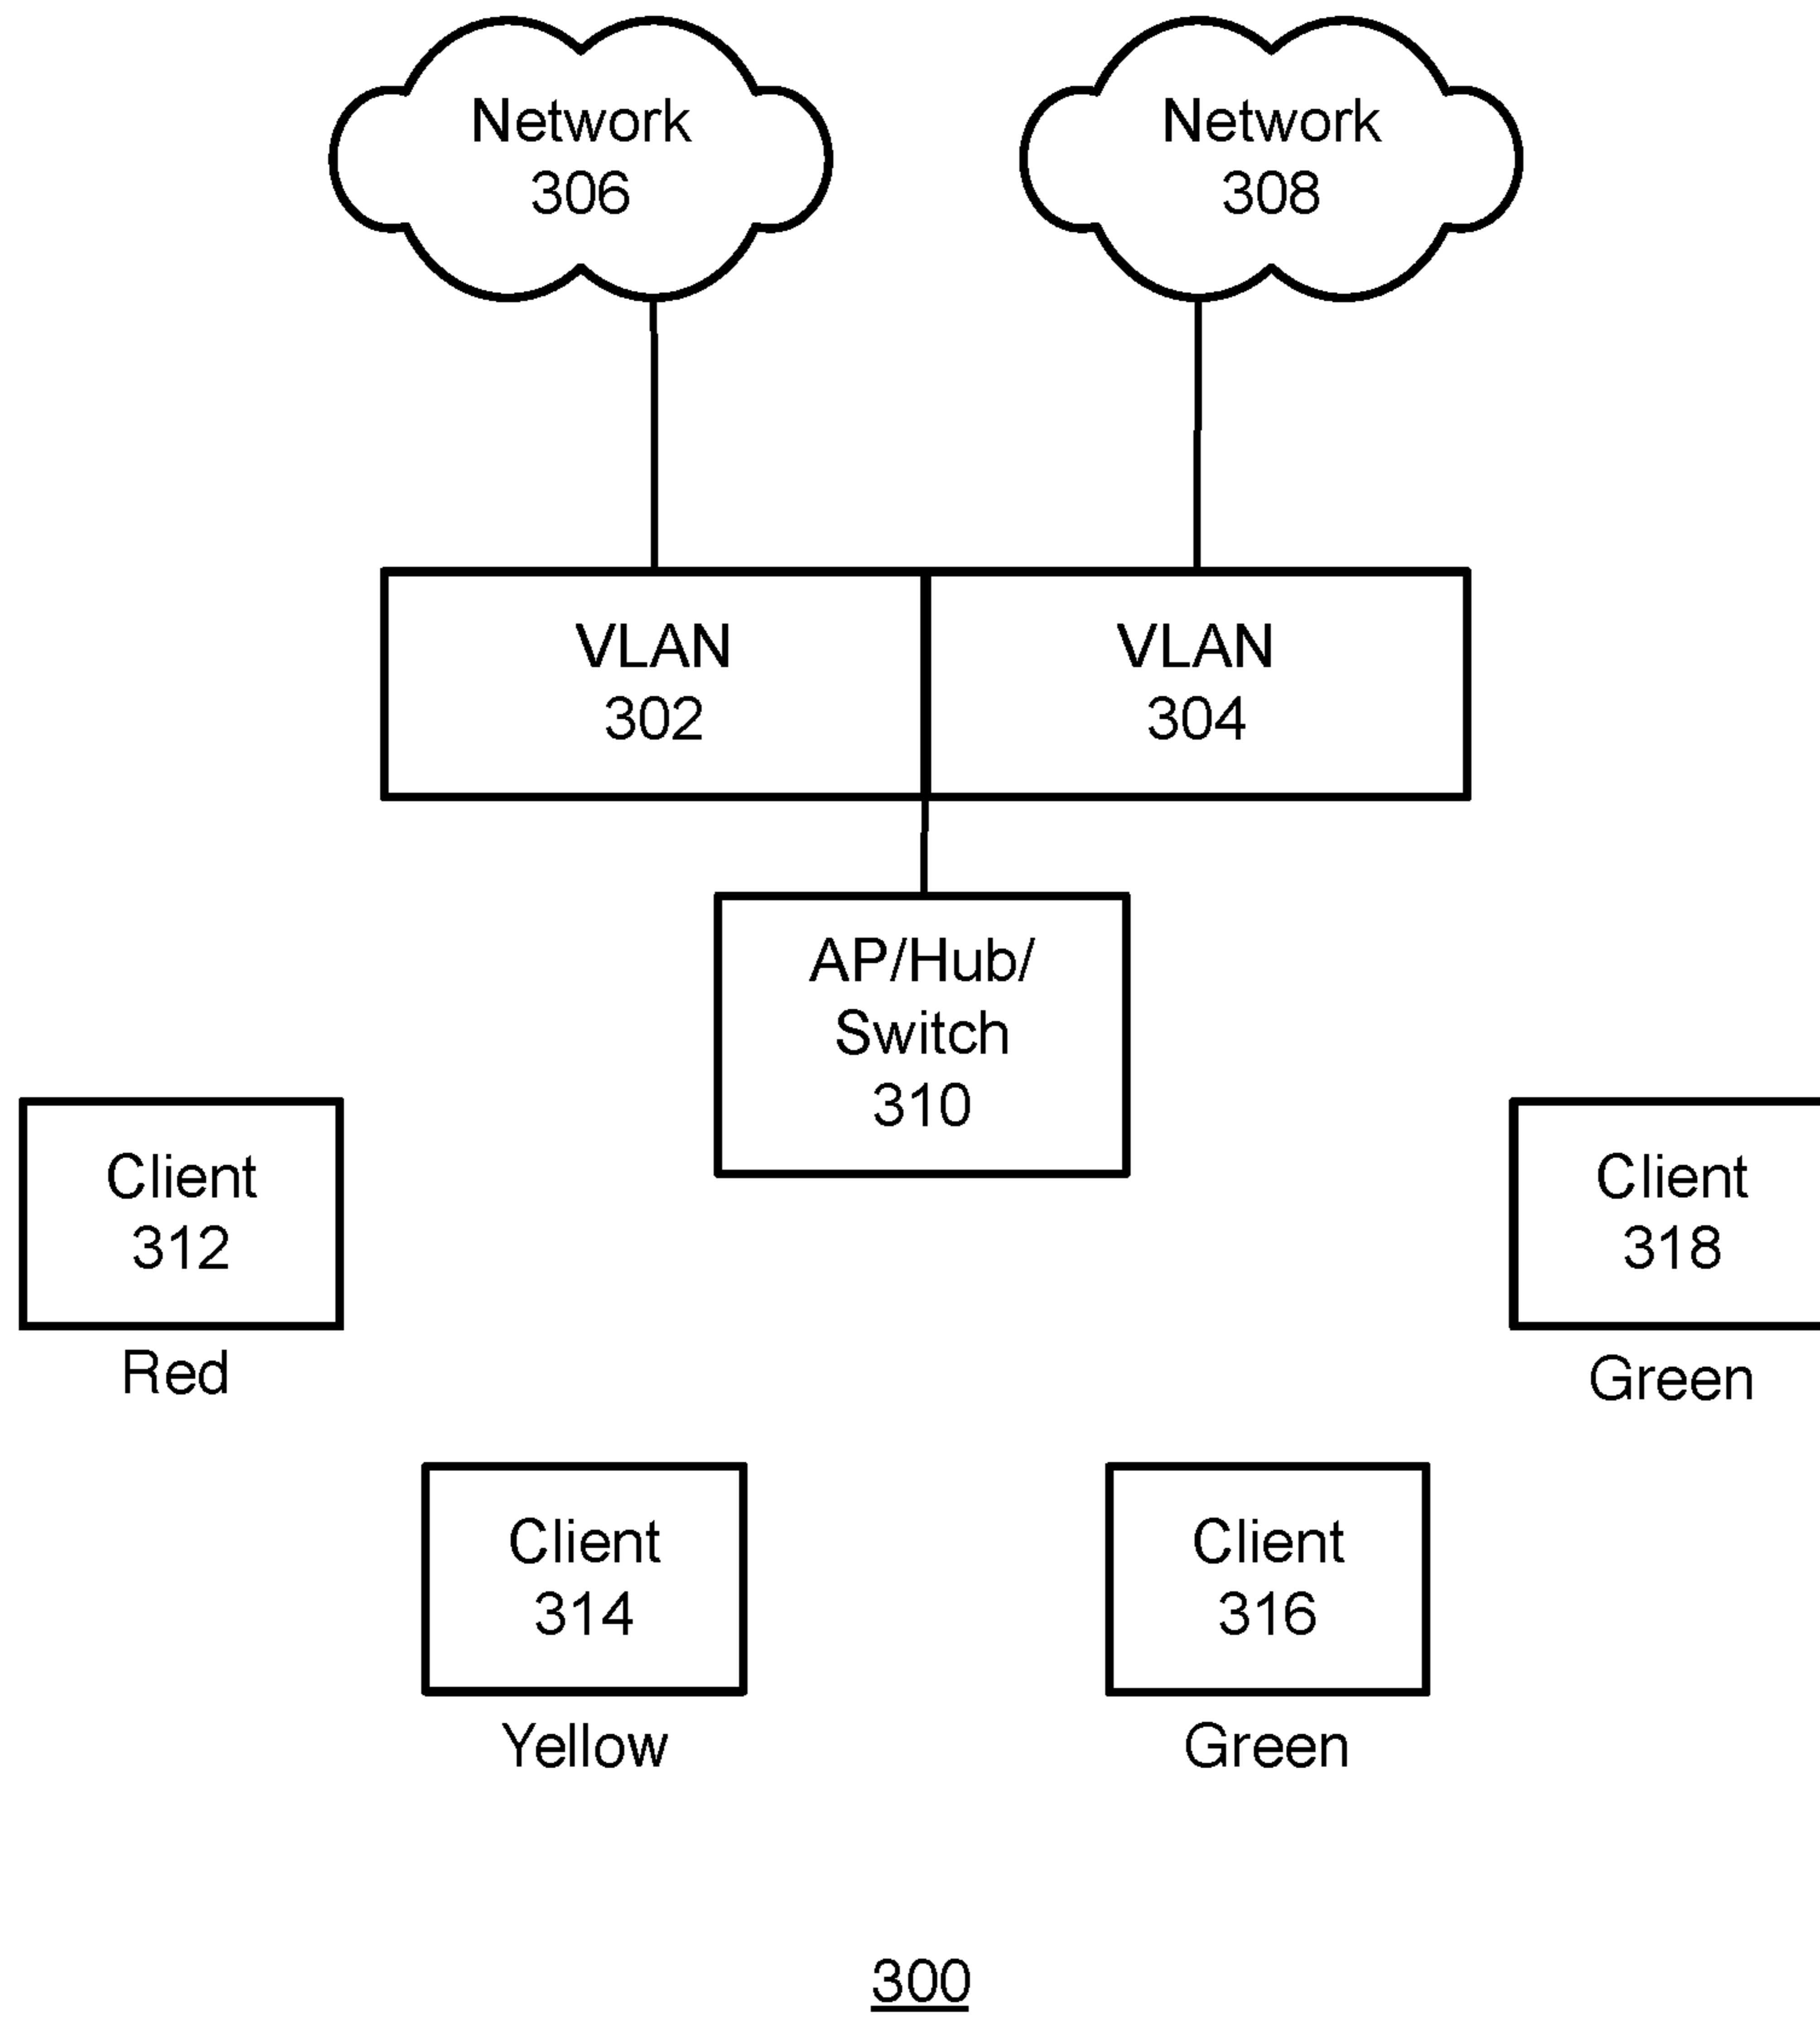 Network
306
Network
308
VLAN
302
VLAN
304
AP/Hub/
Switch
310
Client
312
Red
Client
318
Green
Client
314
Yellow
Client
316
Green
300